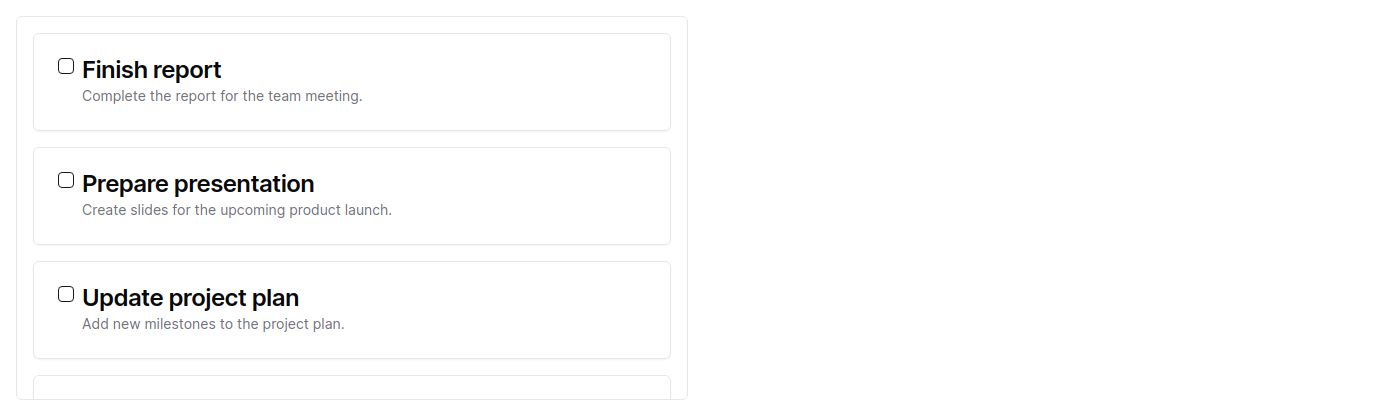 Finish report
Complete the report for the team meeting.
Prepare presentation
Create slides for the upcoming product launch.
Update project plan
Add new milestones to the project plan.